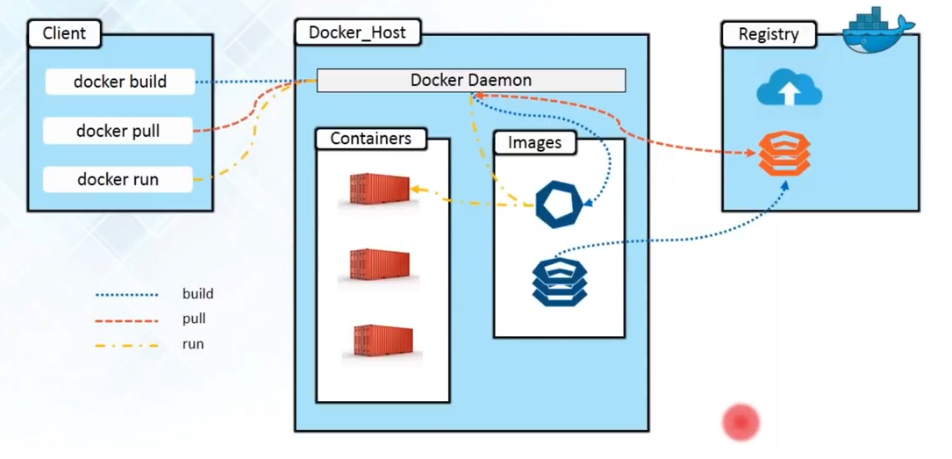 Client
docker build
docker pull
docker run
Docker_Host
Docker Daemon
Containers
Images
Registry
build
pull
run